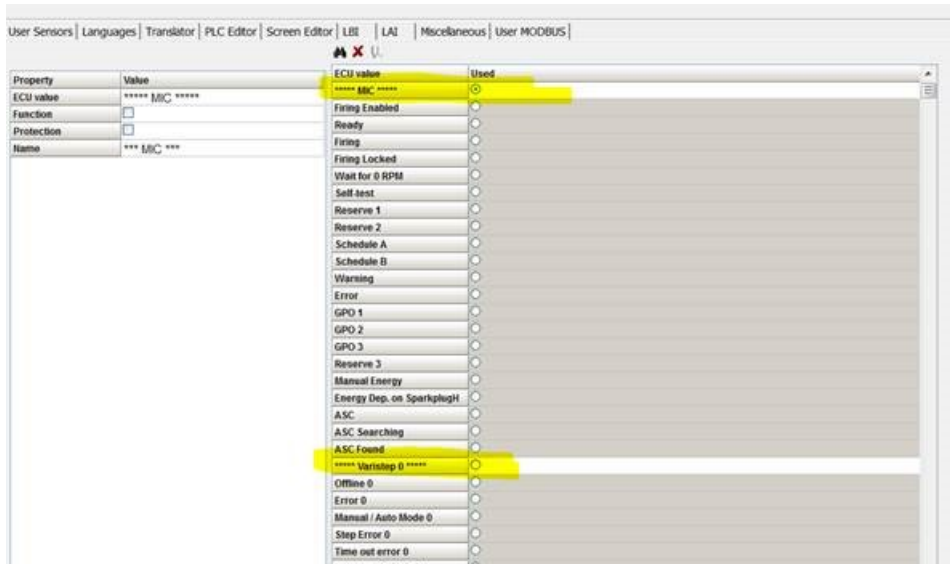 User Sensors | Languages | Translator | PLC Editor | Screen Editor | LBI | LAI | Miscellaneous | User MODBUS |
Property Value
ECU value ***** MIC *****
Function
Protection
Name *** MIC ***
ECU value Used
***** MIC *****
Firing Enabled
Ready
Firing
Firing Locked
Wait for 0 RPM
Self-test
Reserve 1
Reserve 2
Schedule A
Schedule B
Warning
Error
GPO 1
GPO 2
GPO 3
Reserve 3
Manual Energy
Energy Dep. on SparkplugH
ASC
ASC Searching
ASC Found
***** Varistep 0 *****
Offline 0
Error 0
Manual / Auto Mode 0
Step Error 0
Time out error 0